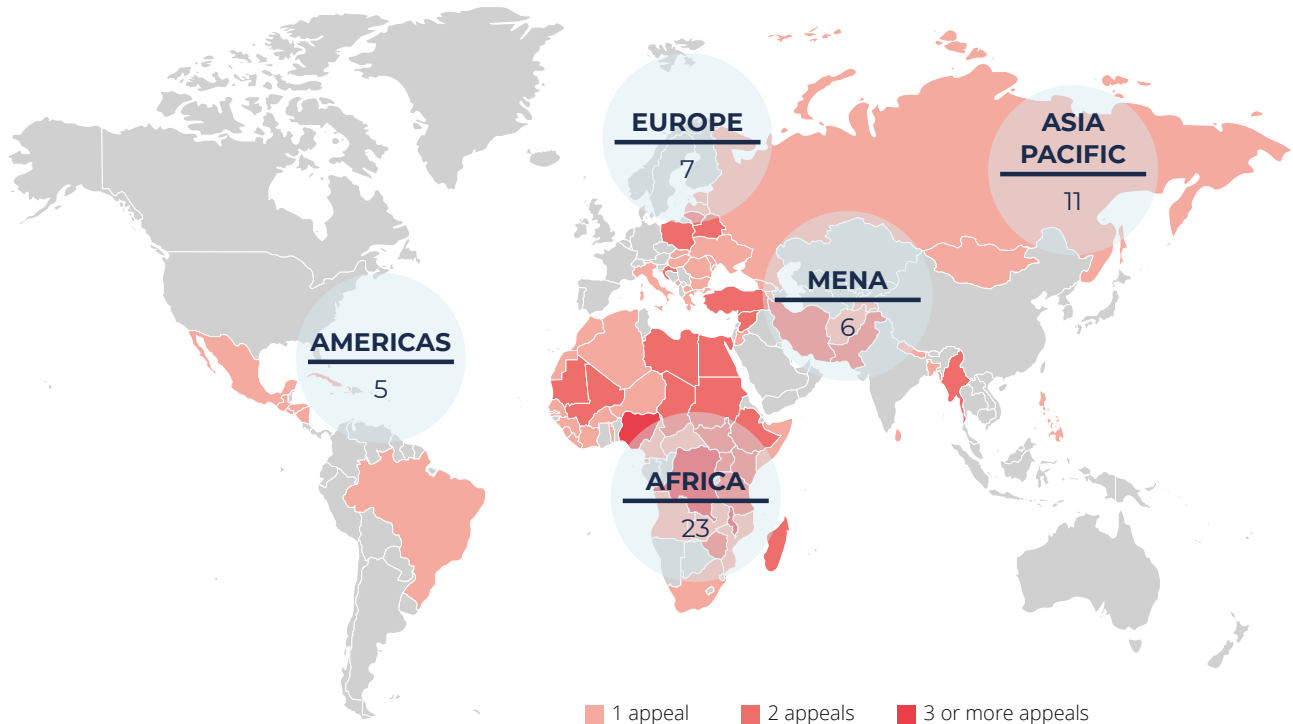 EUROPE
7
ASIA
PACIFIC
11
MENA
6
AMERICAS
5
AFRICA
23
1 appeal
2 appeals
3 or more appeals